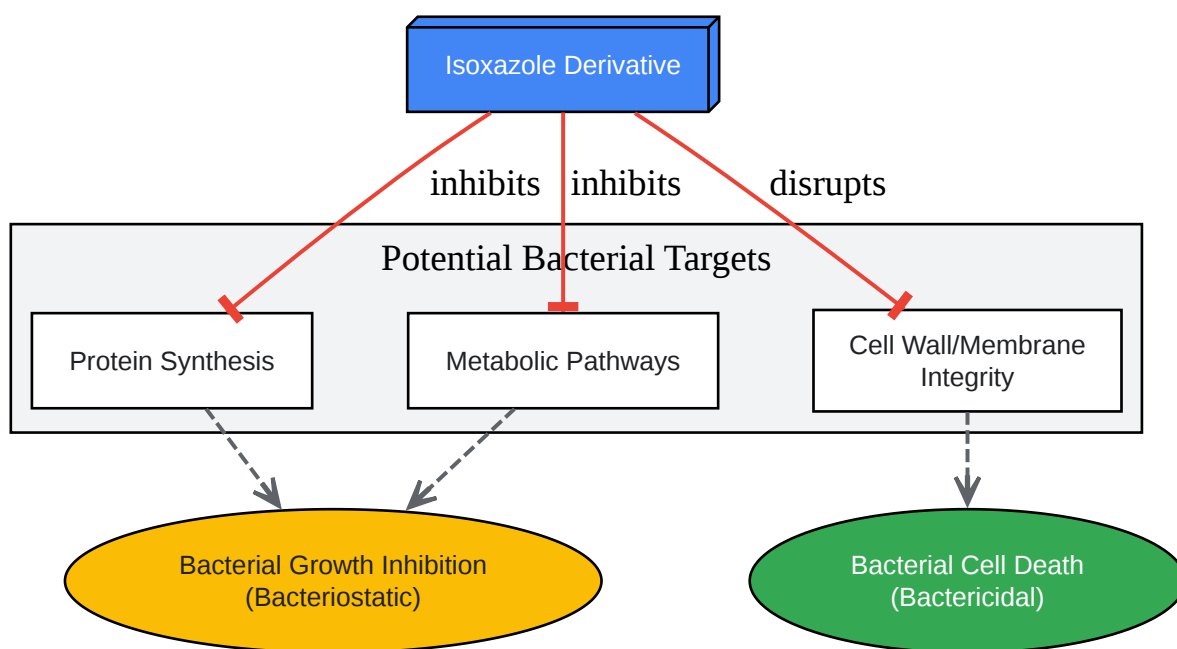 Isoxazole Derivative
inhibits
inhibits
disrupts
Potential Bacterial Targets
Protein Synthesis
Metabolic Pathways
Cell Wall/Membrane
Integrity
Bacterial Growth Inhibition
(Bacteriostatic)
Bacterial Cell Death
(Bactericidal)